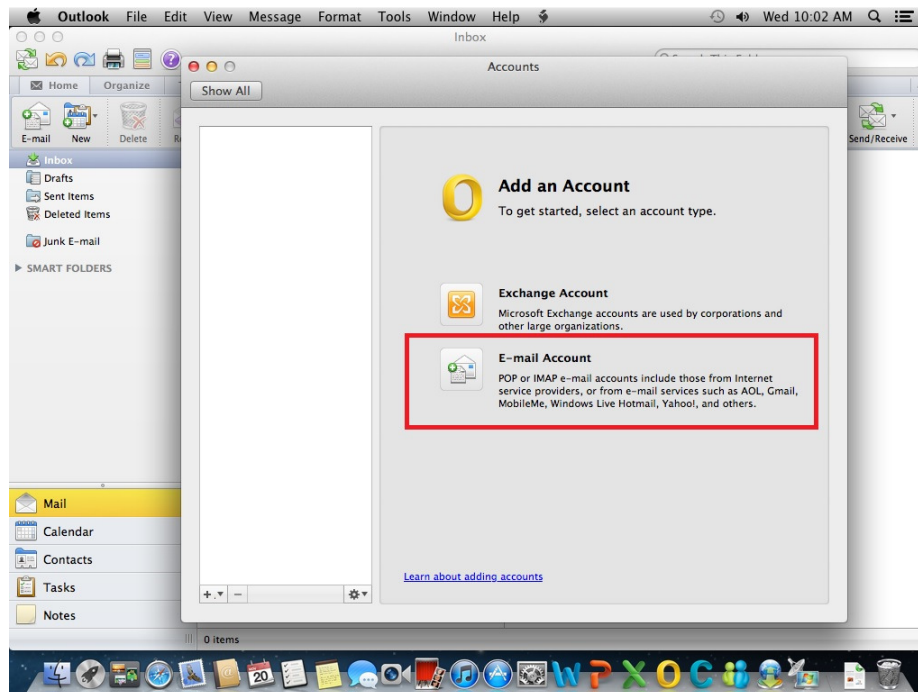 Outlook File Edit View Message Format Tools Window Help Wed 10:02 AM
Inbox
Accounts
Home Organize
Show All
E-mail New Delete Send/Receive
Inbox
Drafts
Sent Items
Deleted Items
Junk E-mail
SMART FOLDERS
Add an Account
To get started, select an account type.
Exchange Account
Microsoft Exchange accounts are used by corporations and
other large organizations.
E-mail Account
POP or IMAP e-mail accounts include those from Internet
service providers, or from e-mail services such as AOL, Gmail,
MobileMe, Windows Live Hotmail, Yahoo!, and others.
Learn about adding accounts
Mail
Calendar
Contacts
Tasks
Notes
0 items
20